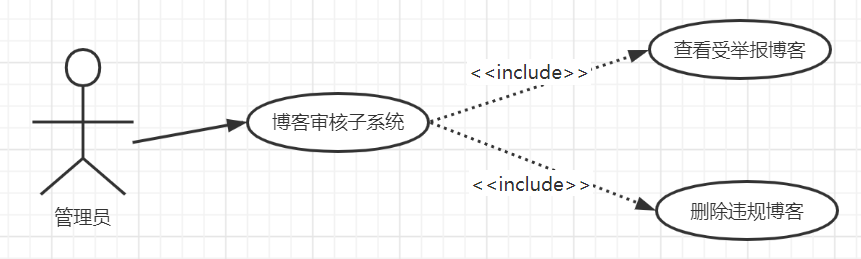 查看受举报博客
<<include>>
博客审核子系统
<<include>>
管理员
删除违规博客